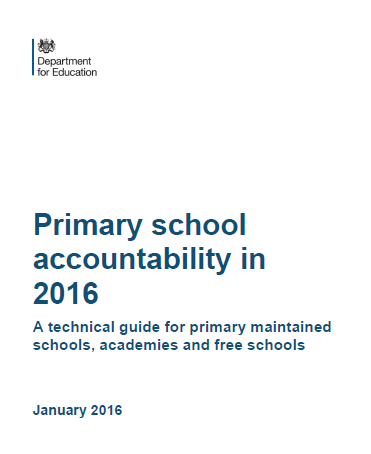 Department
for Education
Primary school
accountability in
2016
A technical guide for primary maintained
schools, academies and free schools
January 2016